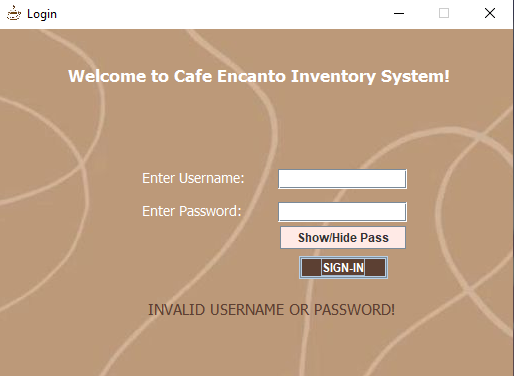 Login
Welcome to Cafe Encanto Inventory System!
Enter Username:
Enter Password:
Show/Hide Pass
SIGN-IN
INVALID USERNAME OR PASSWORD!